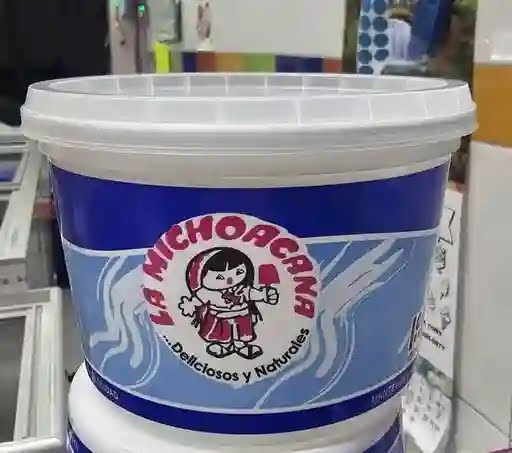 LA MICHOACANA
...Deliciosos y Naturales